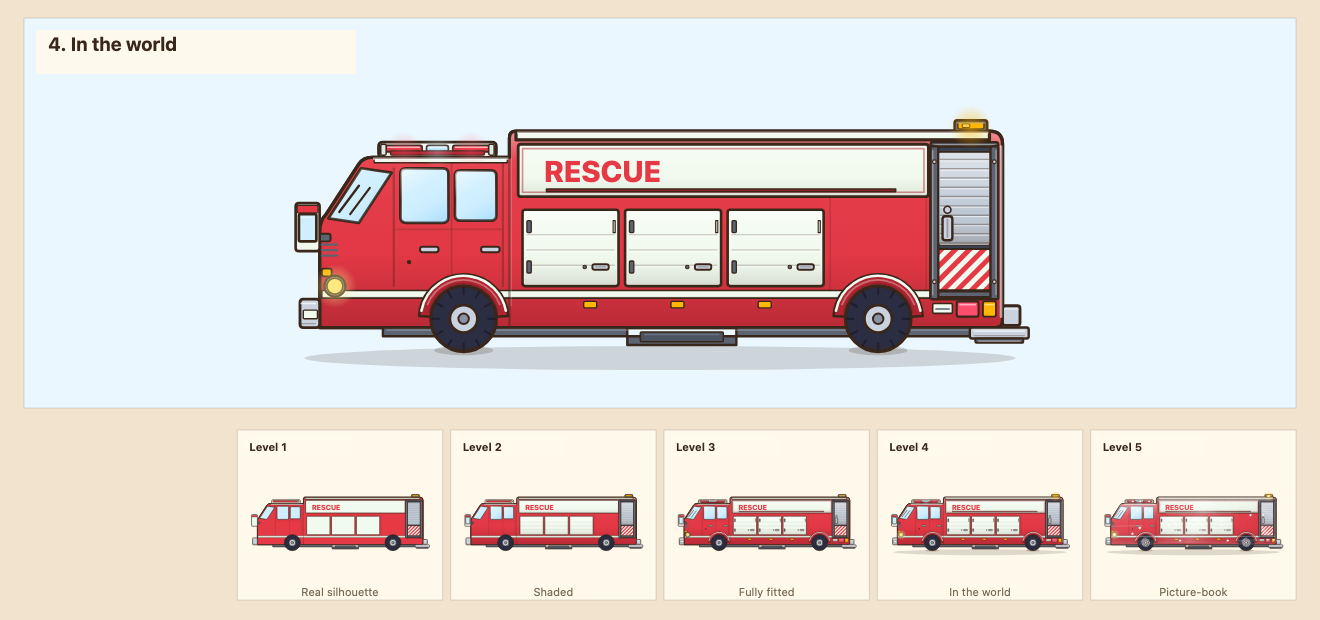 4. In the world
RESCUE
Level 1
RESCUE
Real silhouette
Level 2
RESCUE
Shaded
Level 3
RESCUE
Fully fitted
Level 4
RESCUE
In the world
Level 5
RESCUE
Picture-book